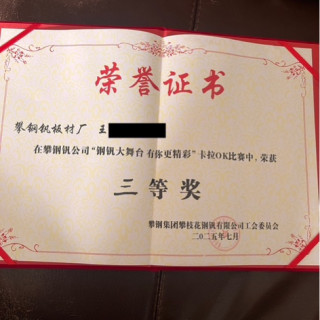 荣誉证书
攀钢钒板材厂 王
在攀钢钒公司“钢钒大舞台 有你更精彩”卡拉OK比赛中，荣获
三等奖
攀钢集团攀枝花钢钒有限公司工会委员会
二〇二五年七月